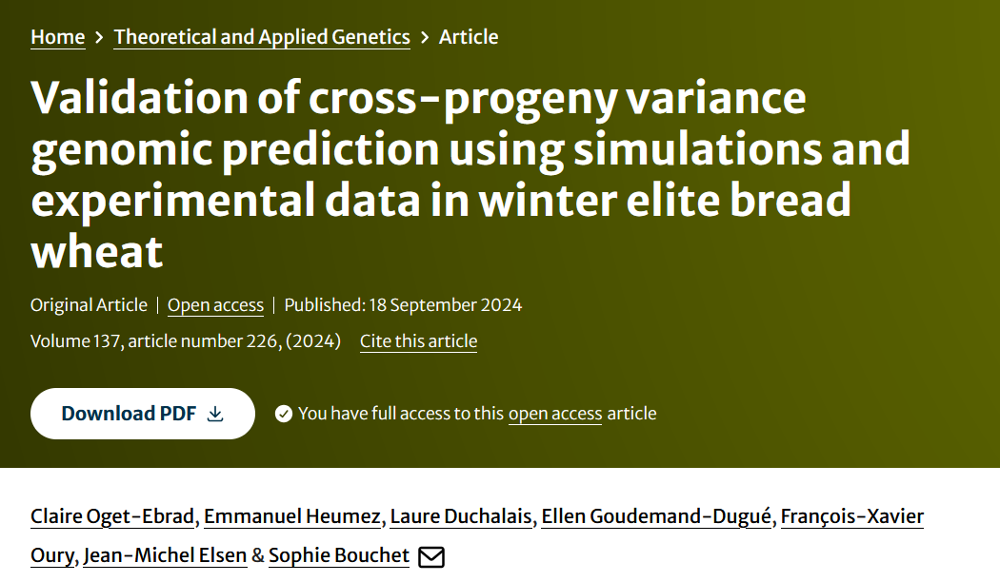 Home > Theoretical and Applied Genetics > Article
Validation of cross-progeny variance
genomic prediction using simulations and
experimental data in winter elite bread
wheat
Original Article | Open access | Published: 18 September 2024
Volume 137, article number 226, (2024) Cite this article
Download PDF You have full access to this open access article
Claire Oget-Ebrad, Emmanuel Heumez, Laure Duchalais, Ellen Goudemand-Dugué, François-Xavier
Oury, Jean-Michel Elsen & Sophie Bouchet